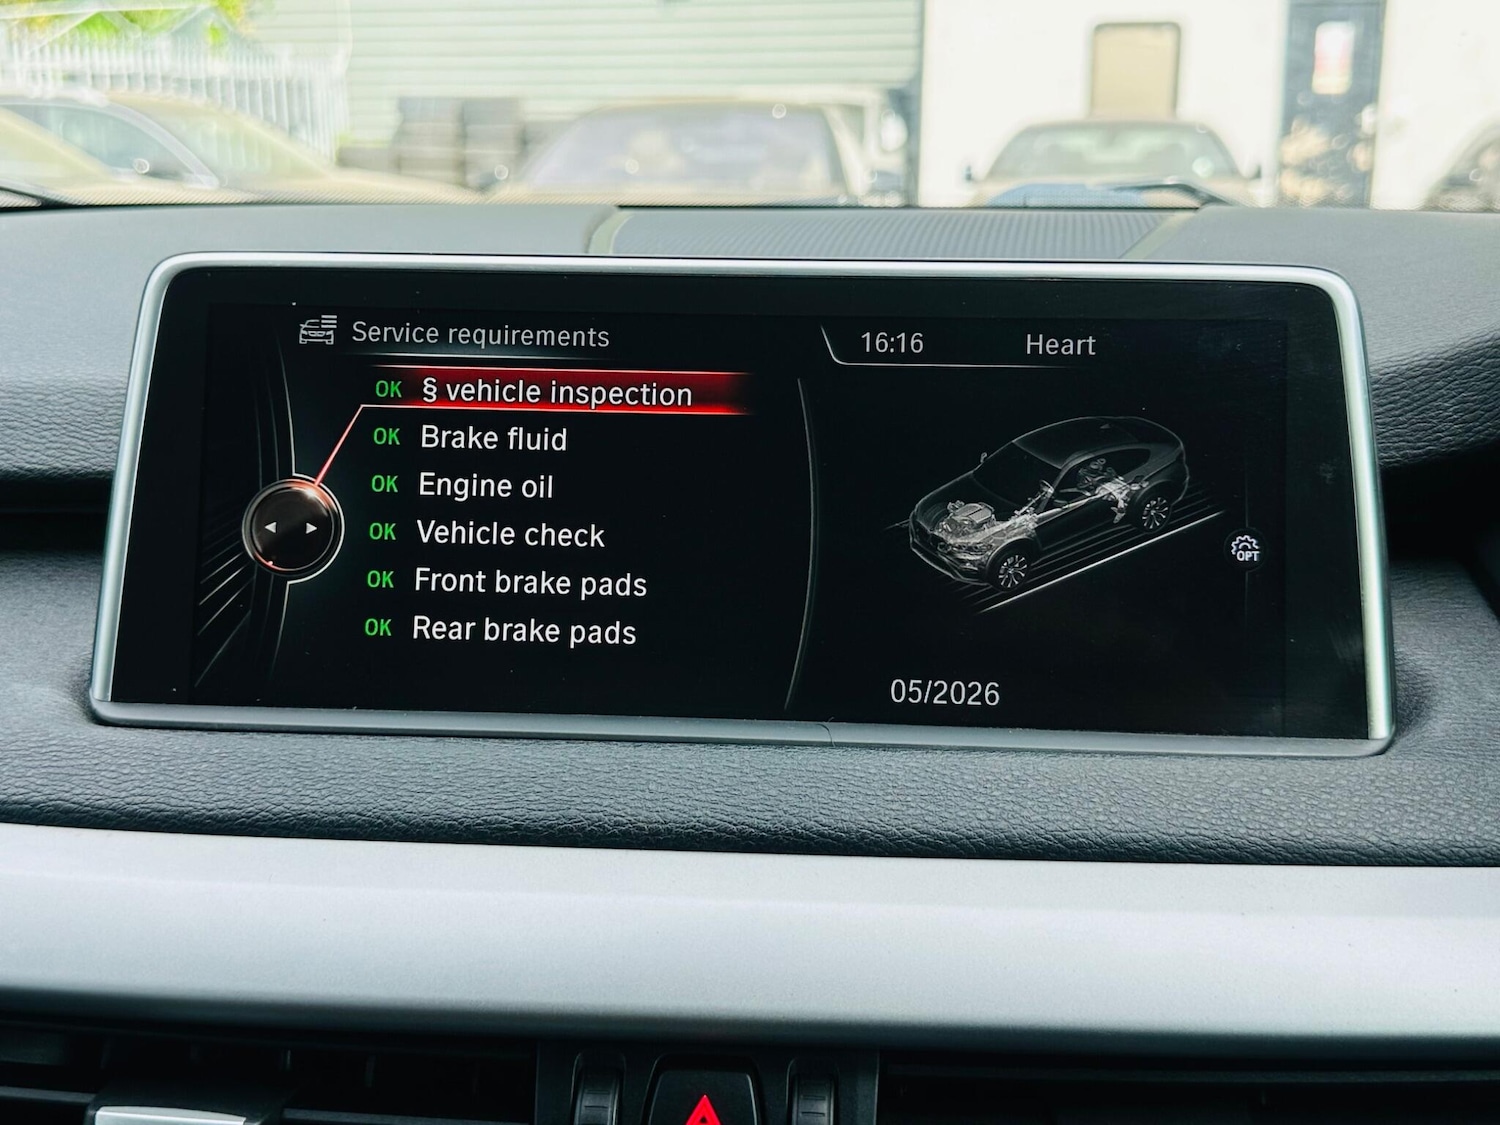 Service requirements
16:16
Heart
OK § vehicle inspection
OK Brake fluid
OK Engine oil
OK Vehicle check
OK Front brake pads
OK Rear brake pads
OPT
05/2026